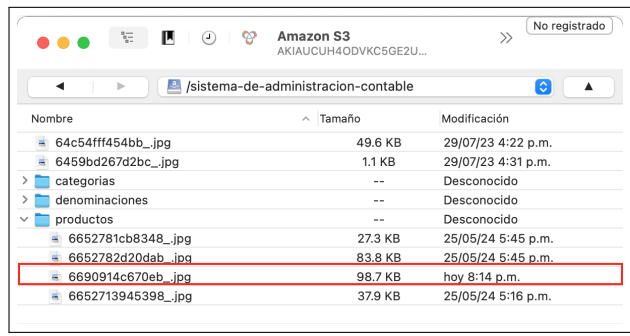 No registrado
Amazon S3
AKIAUCUH4ODVKC5GE2U...
/sistema-de-administracion-contable
Nombre Tamaño Modificación
64c54fff454bb_.jpg 49.6 KB 29/07/23 4:22 p.m.
6459bd267d2bc_.jpg 1.1 KB 29/07/23 4:31 p.m.
categorias -- Desconocido
denominaciones -- Desconocido
productos -- Desconocido
6652781cb8348_.jpg 27.3 KB 25/05/24 5:45 p.m.
6652782d20dab_.jpg 83.8 KB 25/05/24 5:45 p.m.
6690914c670eb_.jpg 98.7 KB hoy 8:14 p.m.
6652713945398_.jpg 37.9 KB 25/05/24 5:16 p.m.